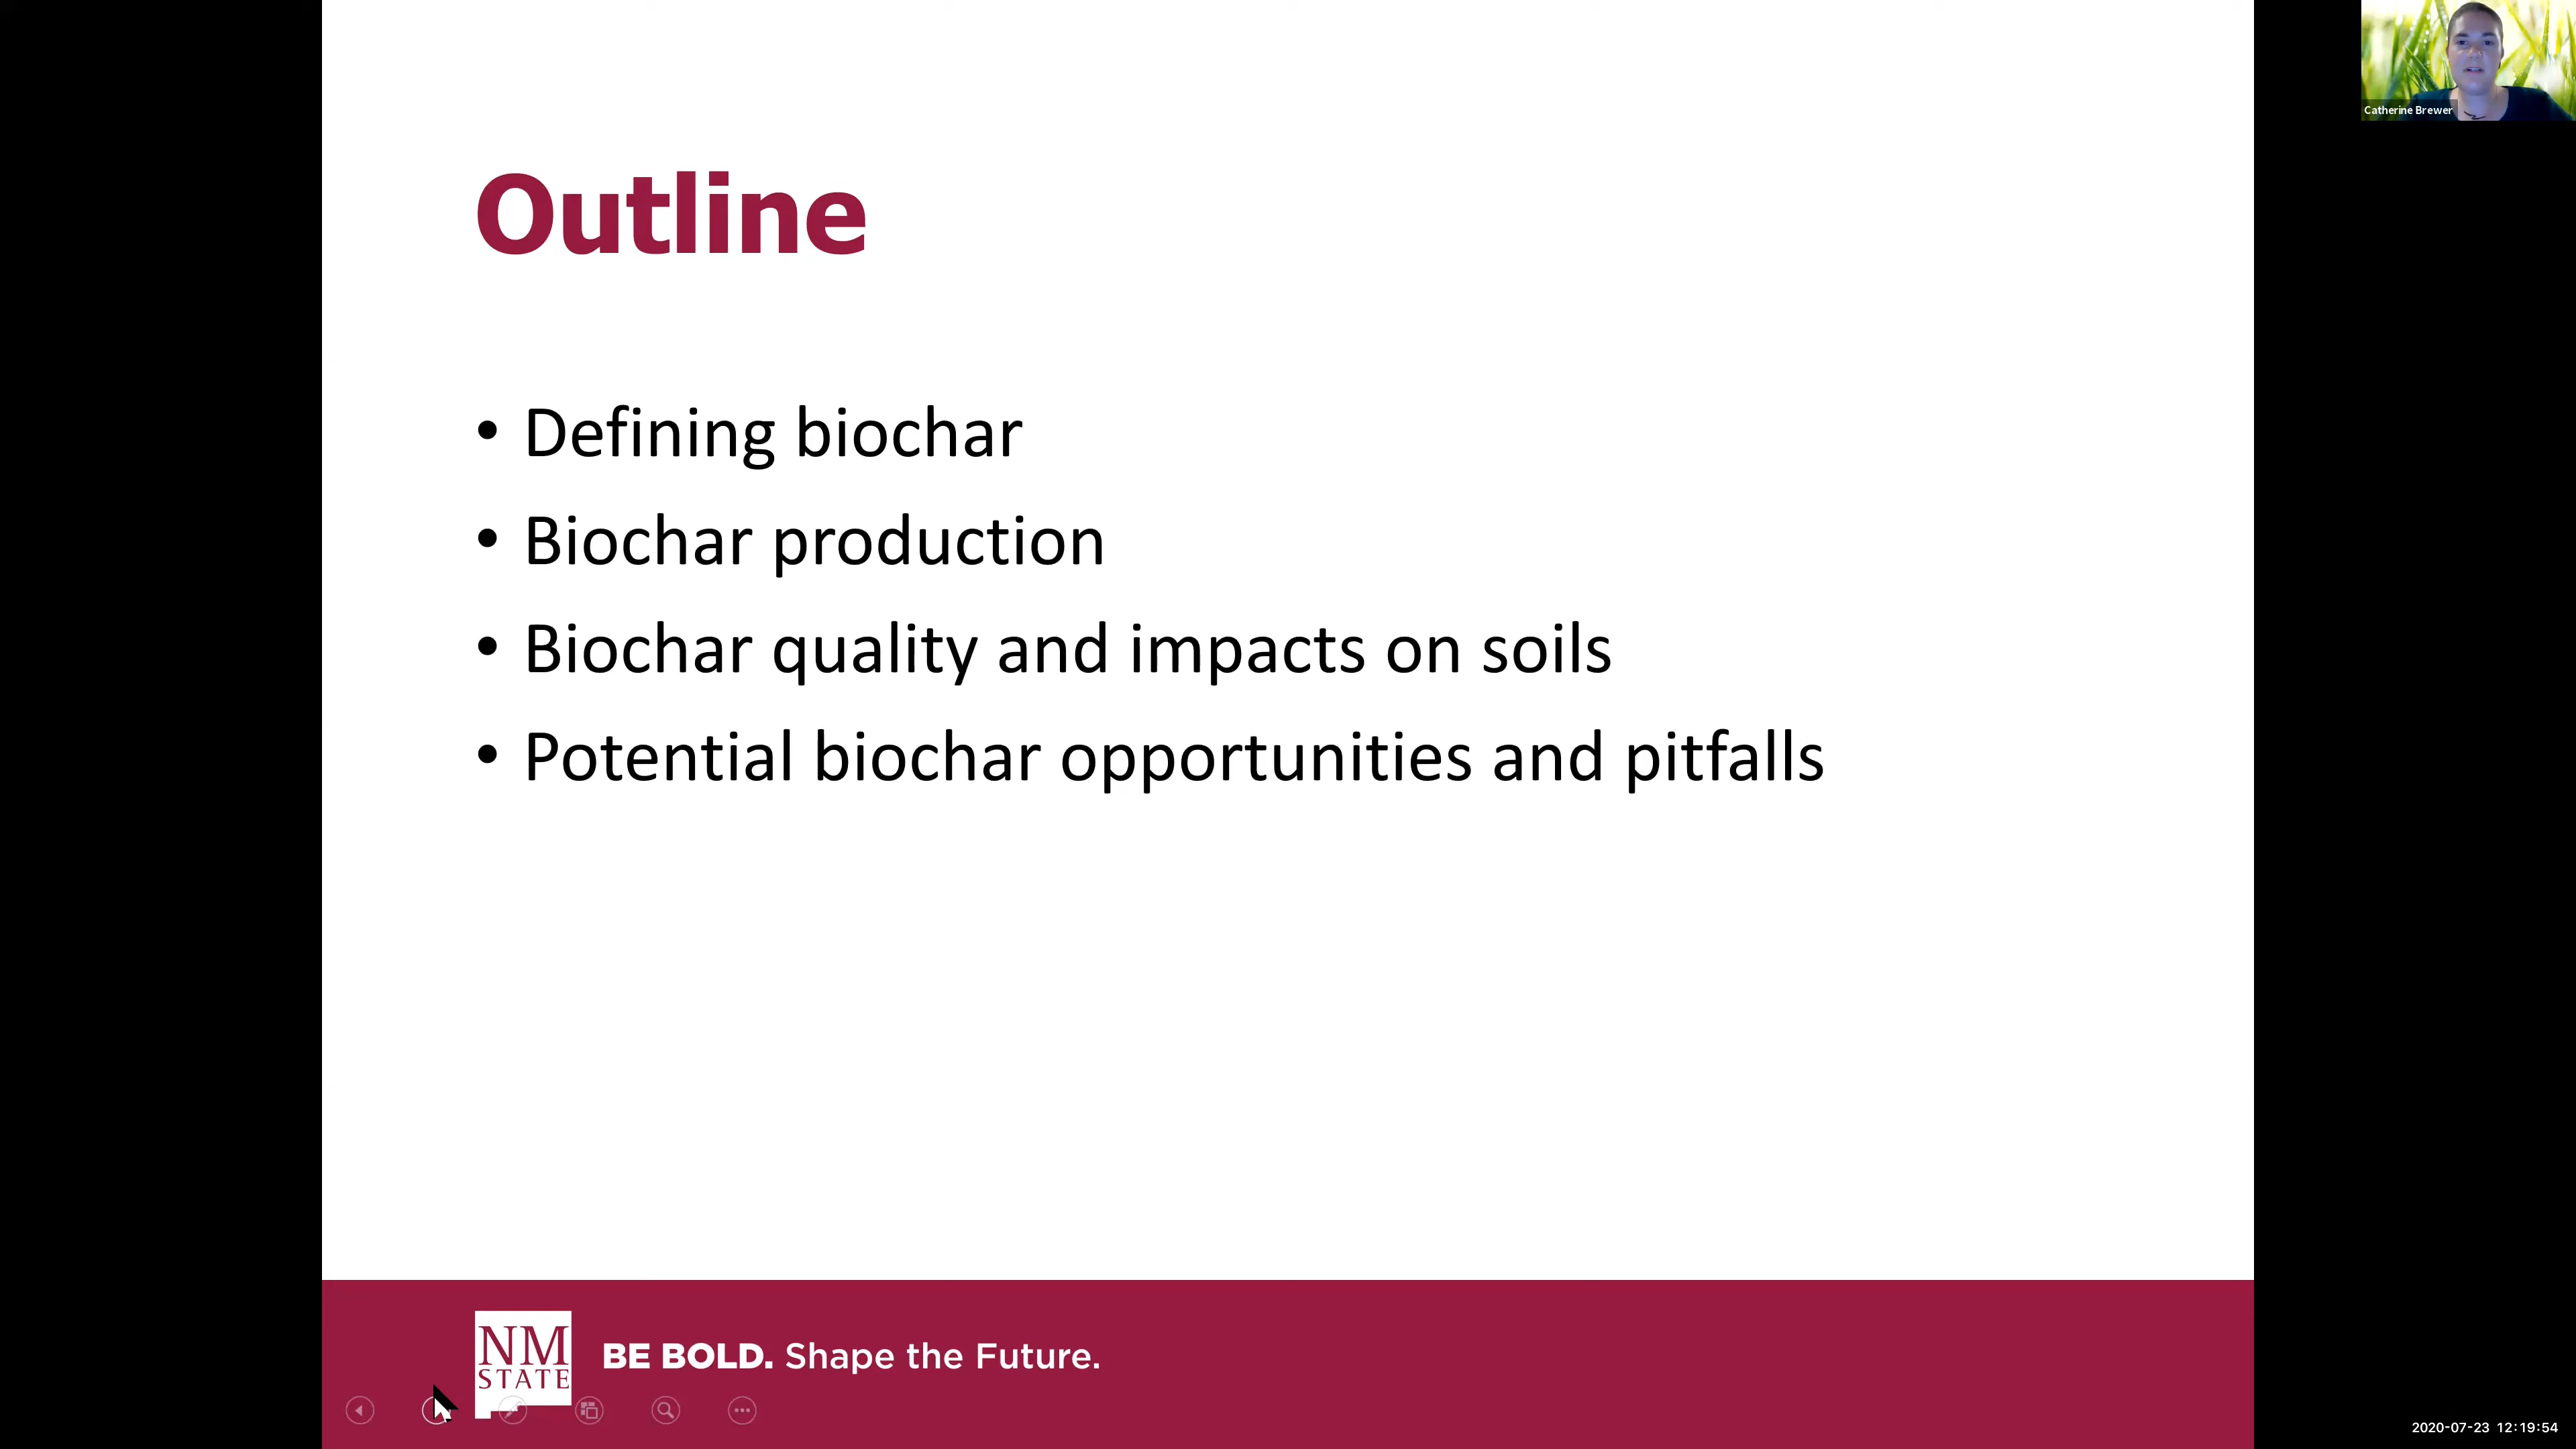 Catherine Brewer
Outline
• Defining biochar
• Biochar production
• Biochar quality and impacts on soils
• Potential biochar opportunities and pitfalls
NM
STATE
BE BOLD. Shape the Future.
2020-07-23 12:19:54